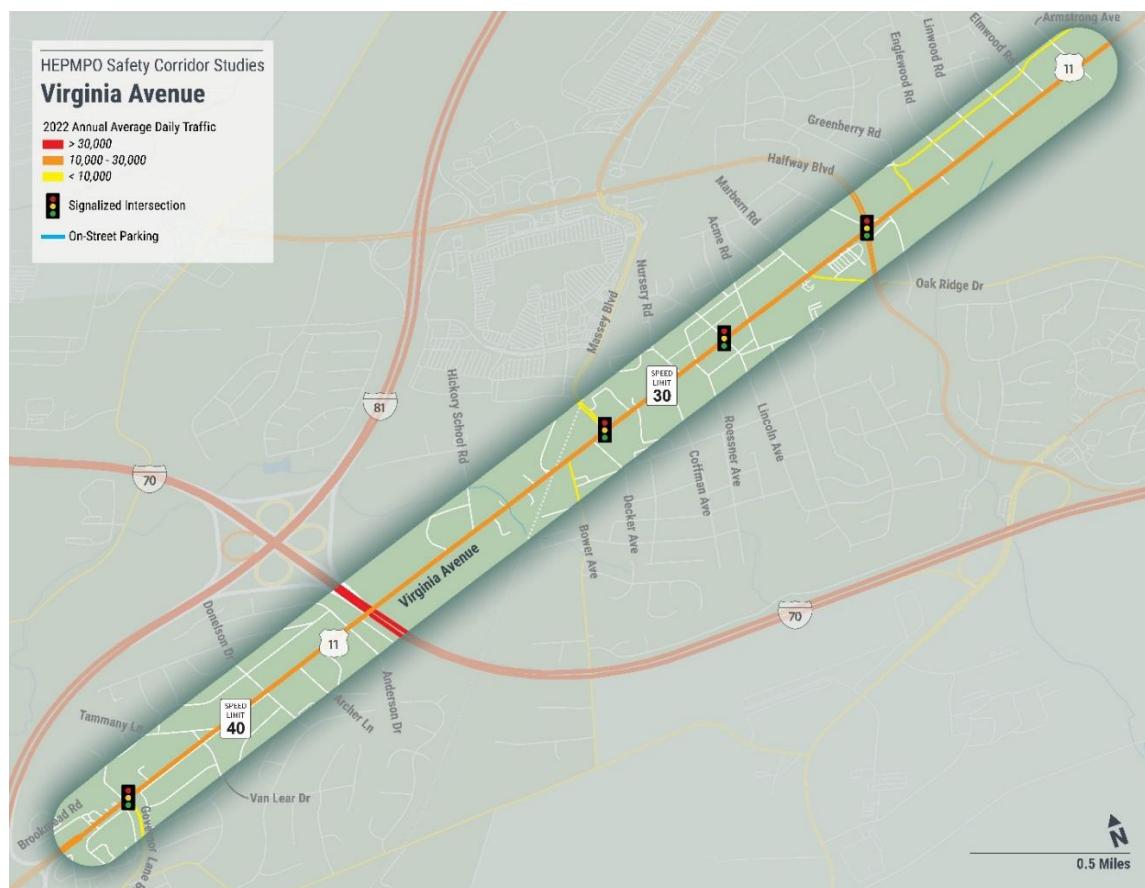 HEPMPO Safety Corridor Studies
Virginia Avenue
2022 Annual Average Daily Traffic
> 30,000
10,000 - 30,000
< 10,000
Signalized Intersection
On-Street Parking
Armstrong Ave
Elmwood Rd
Linwood Rd
Englewood Rd
11
Greenberry Rd
Halfway Blvd
Marbern Rd
Acme Rd
Nursery Rd
Massey Blvd
Oak Ridge Dr
SPEED
LIMIT
30
81
Hickory School Rd
70
Lincoln Ave
Roessner Ave
Coffman Ave
Decker Ave
Bower Ave
Virginia Avenue
70
Donelson Dr
11
Anderson Dr
Archer Ln
SPEED
LIMIT
40
Tammany Ln
Van Lear Dr
Brookmead Rd
Governor Lane
N
0.5 Miles